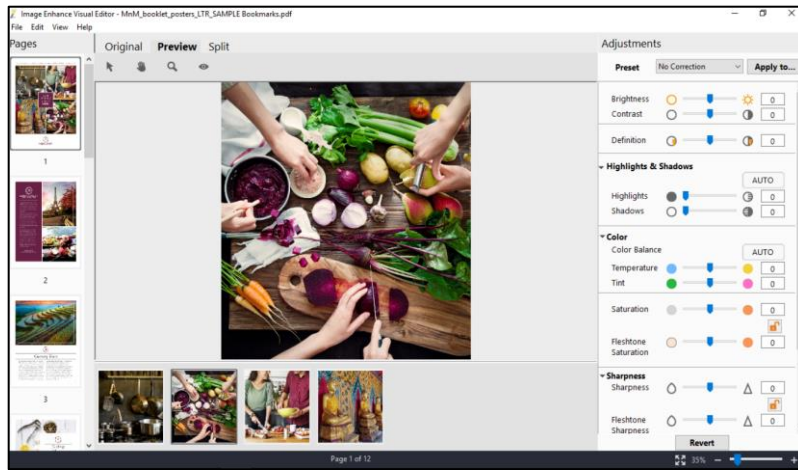 Image Enhance Visual Editor - MnM_booklet_posters_LTR_SAMPLE Bookmarks.pdf
File Edit View Help
Pages
1
2
3
Original Preview Split
Adjustments
Preset No Correction Apply to...
Brightness 0
Contrast 0
Definition 0
Highlights & Shadows
AUTO
Highlights 0
Shadows 0
Color
Color Balance AUTO
Temperature 0
Tint 0
Saturation 0
Fleshtone Saturation 0
Sharpness
Sharpness 0
Fleshtone Sharpness 0
Revert
Page 1 of 12
35%